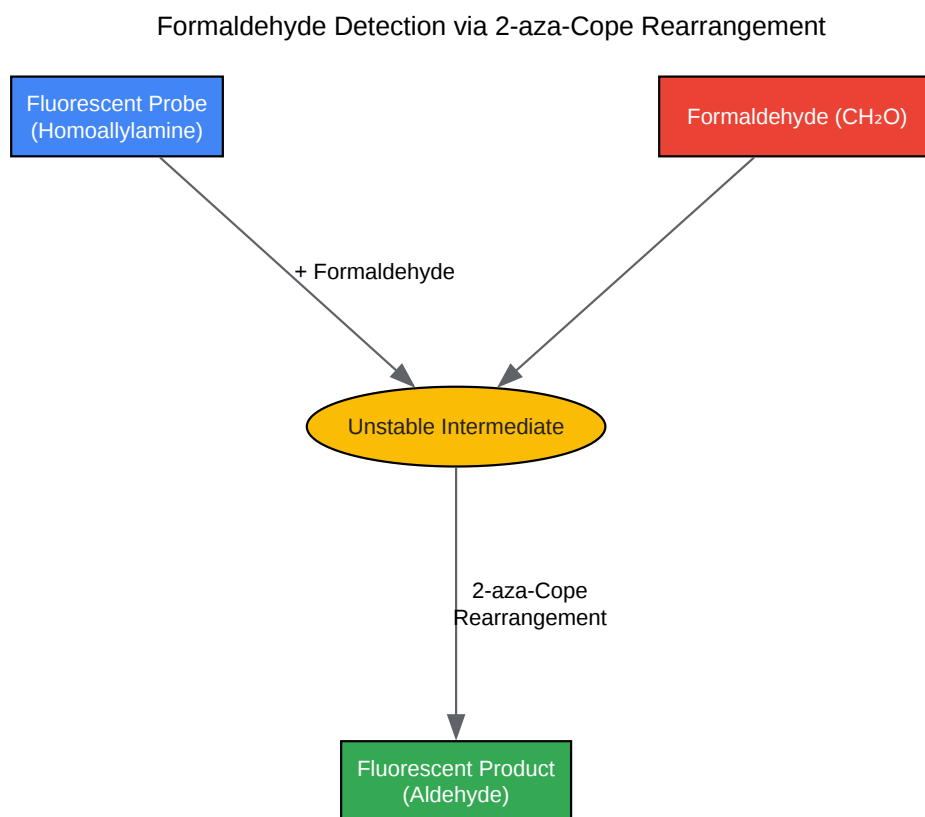 Formaldehyde Detection via 2-aza-Cope Rearrangement
Fluorescent Probe
(Homoallylamine)
Formaldehyde (CH₂O)
+ Formaldehyde
Unstable Intermediate
2-aza-Cope
Rearrangement
Fluorescent Product
(Aldehyde)